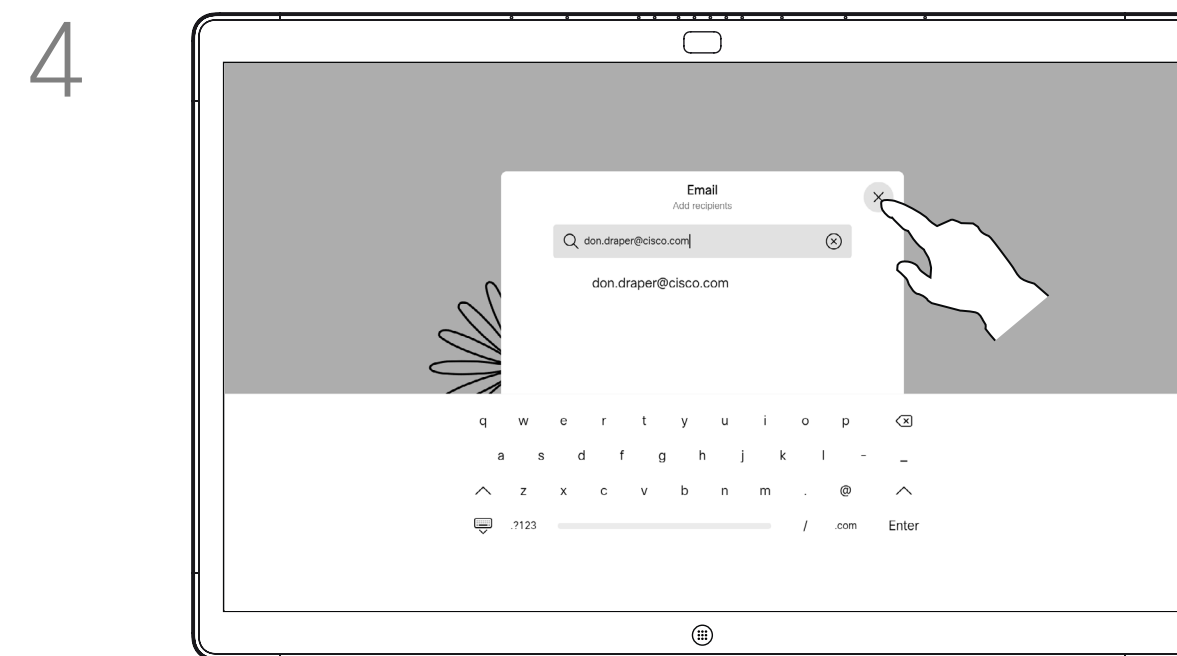 4
Email
Add recipients
don.draper@cisco.com
don.draper@cisco.com
q w e r t y u i o p
a s d f g h j k l - _
z x c v b n m . @
.?123 / .com Enter